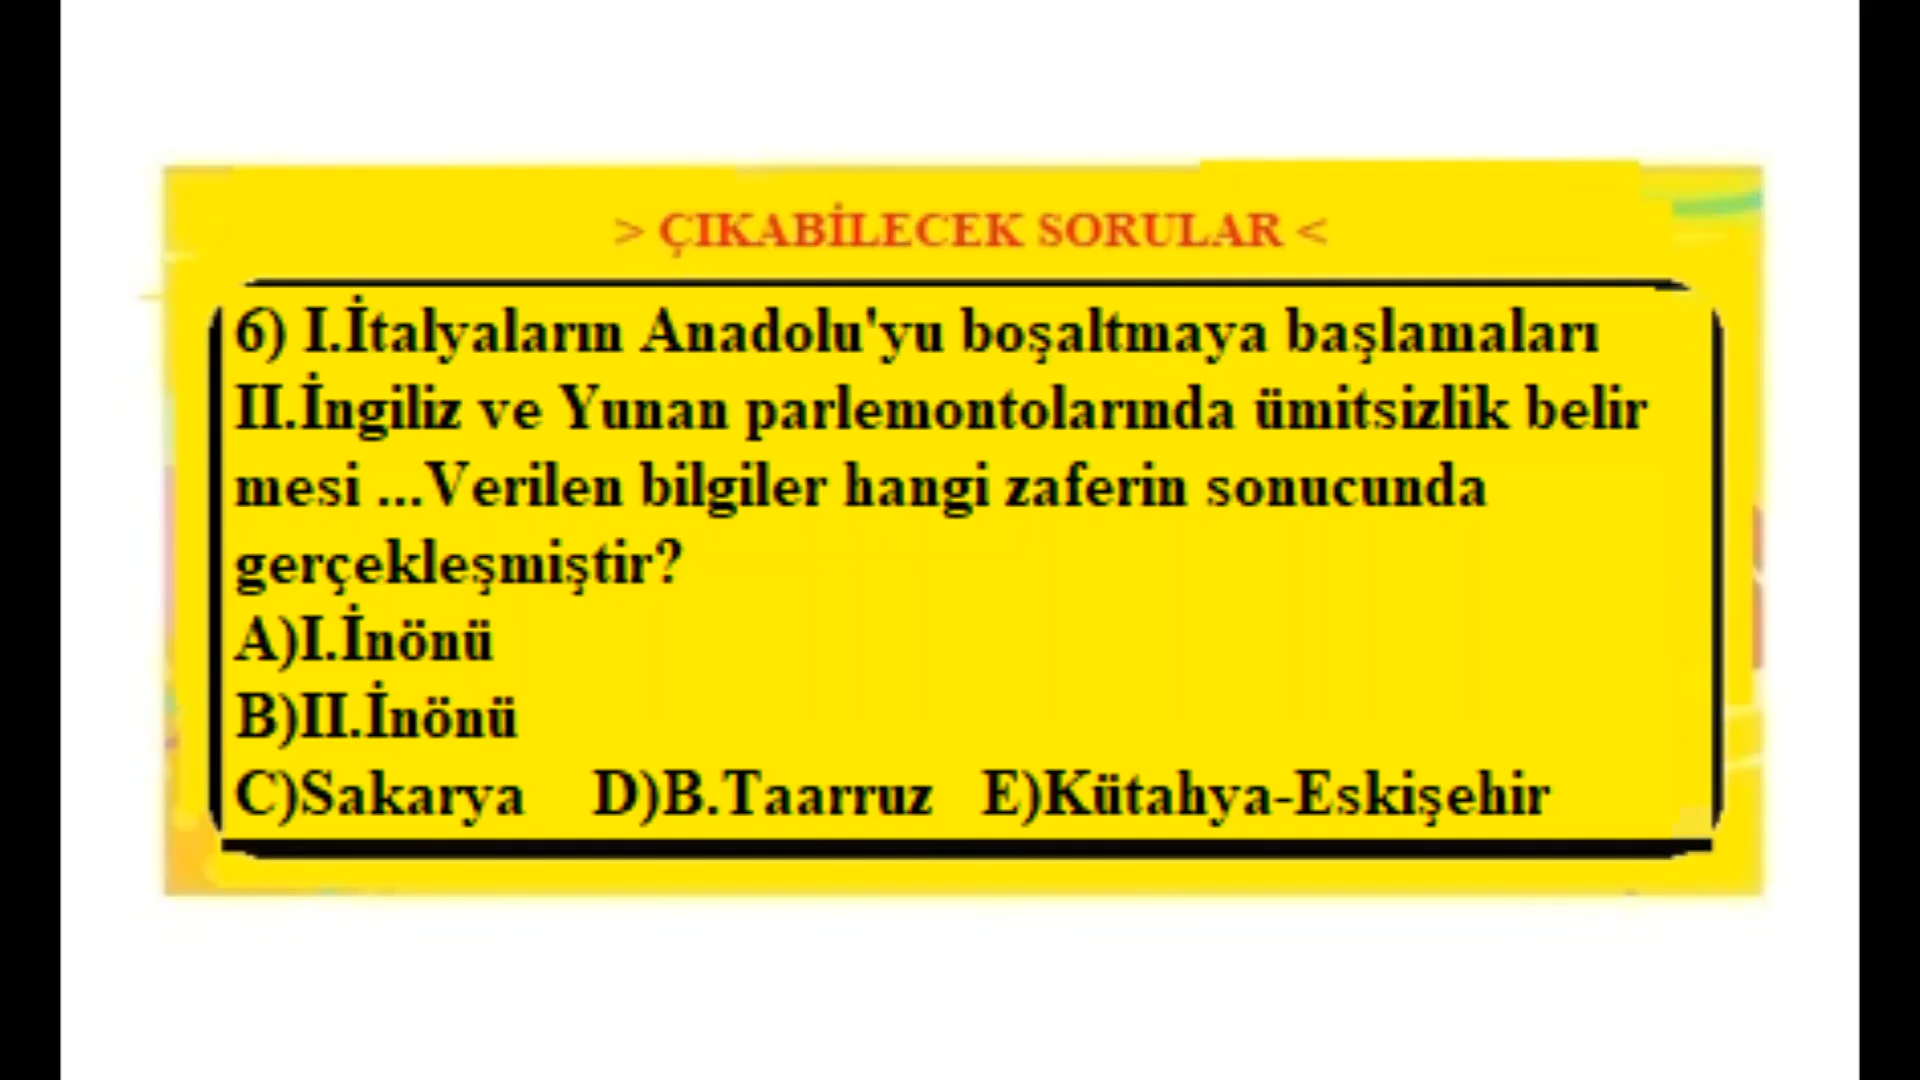 > ÇIKABİLECEK SORULAR <
6) I.İtalyaların Anadolu'yu boşaltmaya başlamaları
II.İngiliz ve Yunan parlemontolarında ümitsizlik belir
mesi ...Verilen bilgiler hangi zaferin sonucunda
gerçekleşmiştir?
A)I.İnönü
B)II.İnönü
C)Sakarya D)B.Taarruz E)Kütahya-Eskişehir